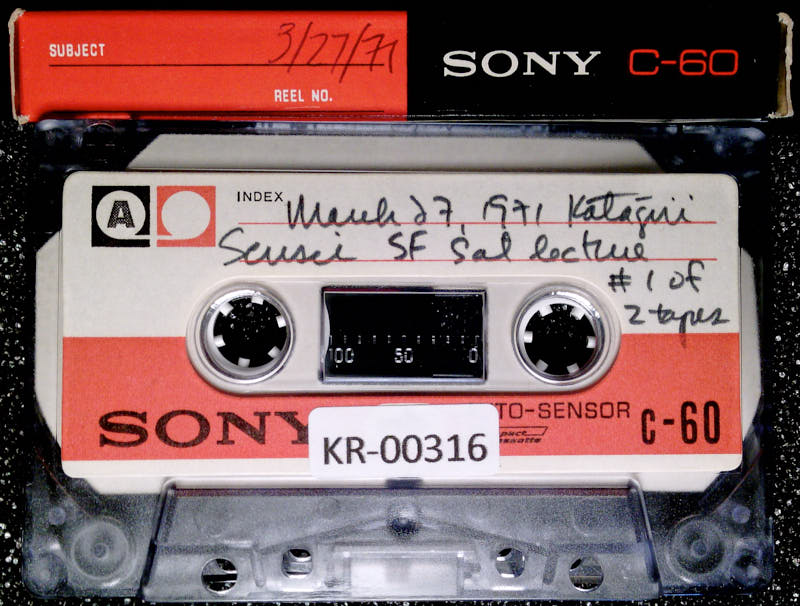 SUBJECT
3/27/71
REEL NO.
SONY C-60
A
INDEX March 27, 1971 Katagiri
Sensei SF Sat lecture
# 1 of
2 tapes
100 50 0
SONY TO-SENSOR C-60
KR-00316